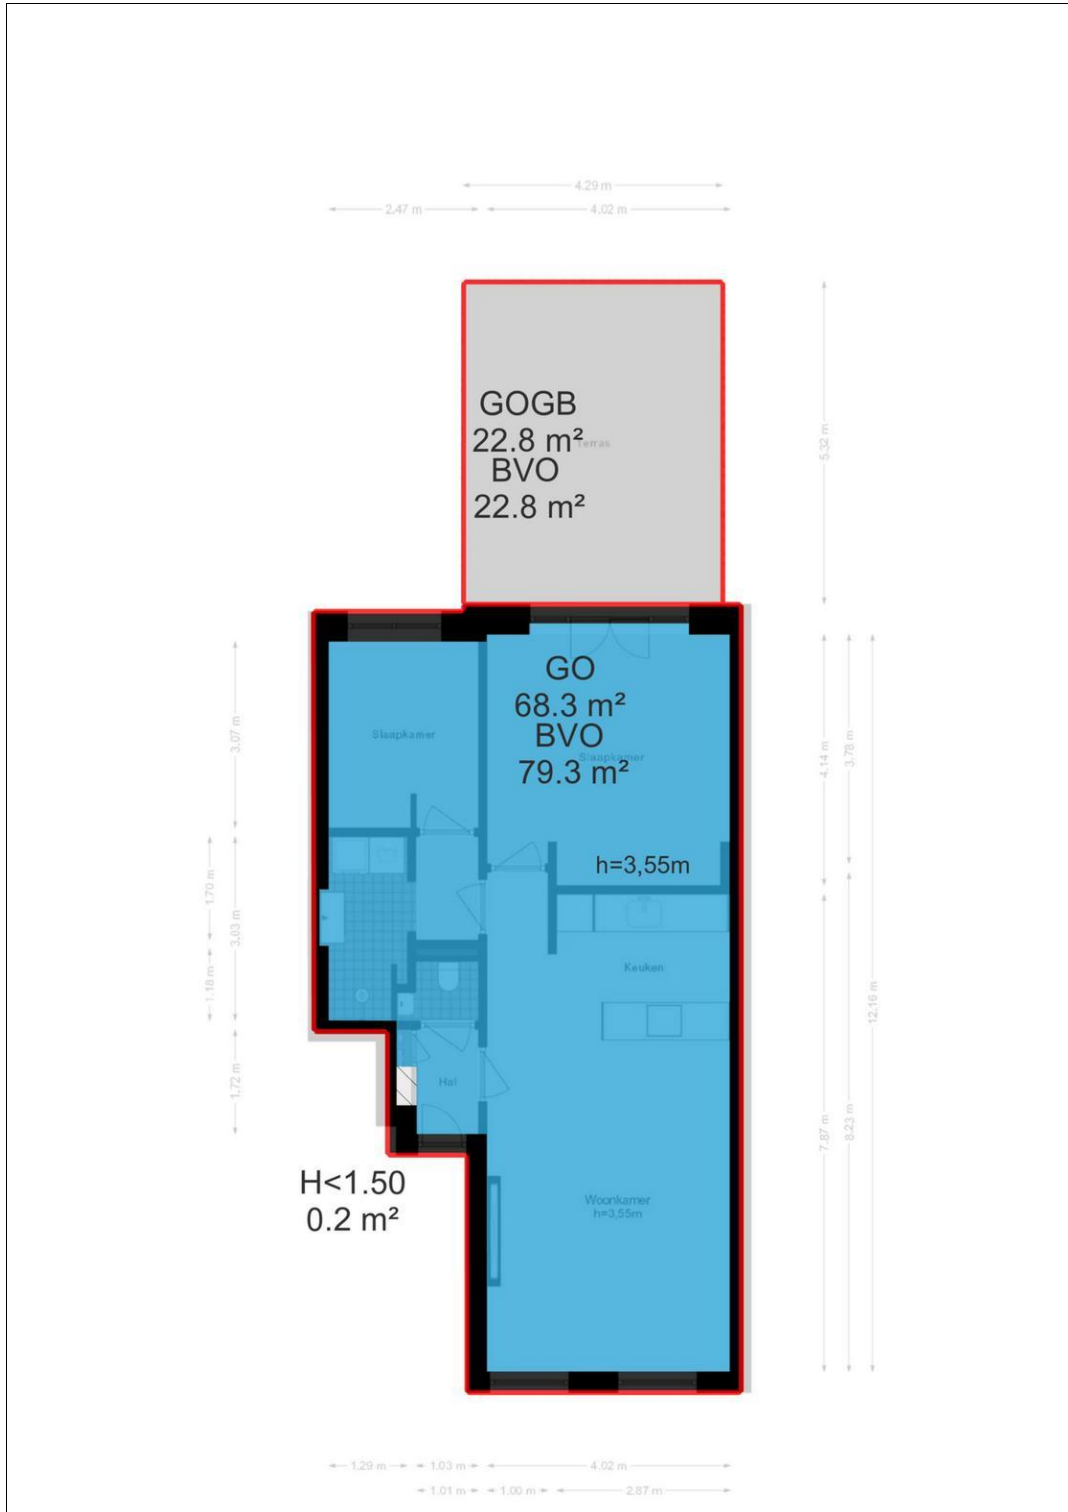 4.29 m
2.47 m
4.02 m
GOGB
22.8 m²
Terras
BVO
22.8 m²
5.32 m
GO
68.3 m²
BVO
Slaapkamer
79.3 m²
Slaapkamer
h=3,55m
3.07 m
4.14 m
3.78 m
1.70 m
3.03 m
1.18 m
Keuken
12.16 m
1.72 m
Hal
7.87 m
8.23 m
H<1.50
0.2 m²
Woonkamer
h=3,55m
1.29 m
1.03 m
4.02 m
1.01 m
1.00 m
2.87 m